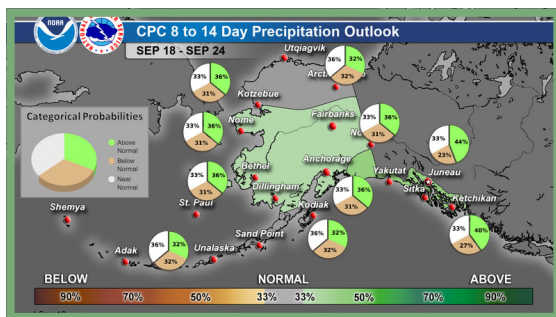 NOAA
CPC 8 to 14 Day Precipitation Outlook
SEP 18 - SEP 24
Utqiagvik
36% 32%
32%
33% 36%
31%
Kotzebue
Fairbanks
33% 36%
31%
Nome
33% 36%
31%
33% 44%
23%
Categorical Probabilities
Above Normal
Below Normal
Near Normal
Bethel
Anchorage
Yakutat
Juneau
33% 36%
31%
Dillingham
33% 36%
31%
Sitka
Ketchikan
Shemya
St. Paul
Kodiak
33% 40%
27%
Sand Point
36% 32%
32%
36% 32%
32%
Adak
Unalaska
BELOW NORMAL ABOVE
90% 70% 50% 33% 33% 50% 70% 90%